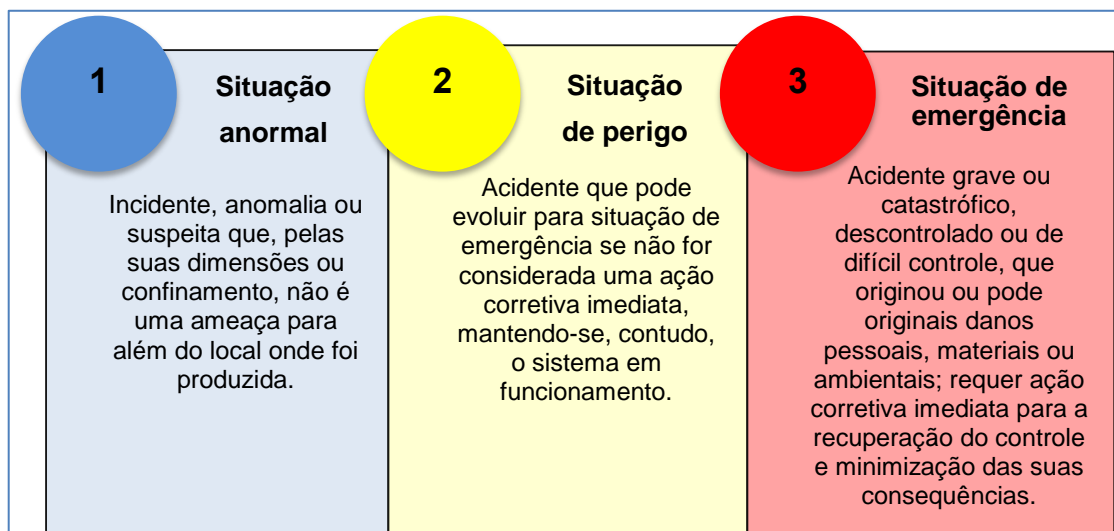 1
Situação
anormal
Incidente, anomalia ou
suspeita que, pelas
suas dimensões ou
confinamento, não é
uma ameaça para
além do local onde foi
produzida.
2
Situação
de perigo
Acidente que pode
evoluir para situação de
emergência se não for
considerada uma ação
corretiva imediata,
mantendo-se, contudo,
o sistema em
funcionamento.
3
Situação de
emergência
Acidente grave ou
catastrófico,
descontrolado ou de
difícil controle, que
originou ou pode
originais danos
pessoais, materiais ou
ambientais; requer ação
corretiva imediata para a
recuperação do controle
e minimização das suas
consequências.